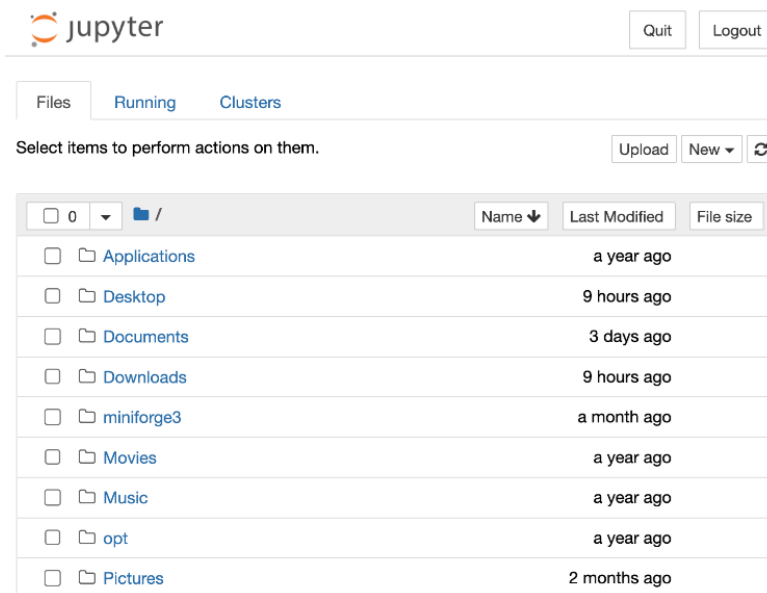 jupyter
Quit
Logout
Files
Running
Clusters
Select items to perform actions on them.
Upload
New
0
/
Name
Last Modified
File size
Applications a year ago
Desktop 9 hours ago
Documents 3 days ago
Downloads 9 hours ago
miniforge3 a month ago
Movies a year ago
Music a year ago
opt a year ago
Pictures 2 months ago